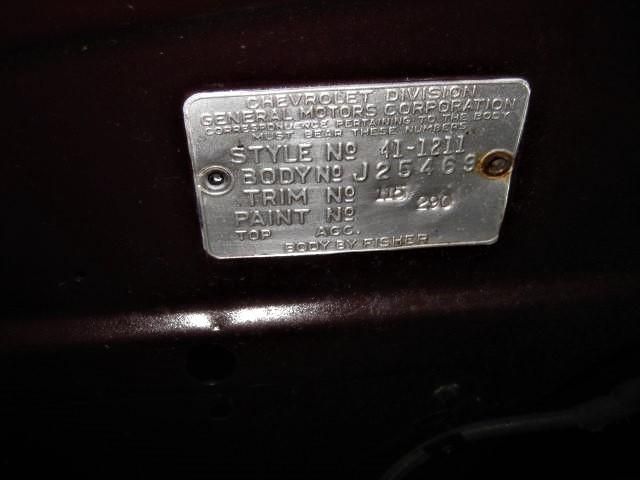 CHEVROLET DIVISION
GENERAL MOTORS CORPORATION
CORRESPONDENCE PERTAINING TO THE BODY
MUST BEAR THESE NUMBERS
STYLE NO 41-1211
BODY NO J25469
TRIM NO 115
PAINT NO 290
TOP ACC.
BODY BY FISHER